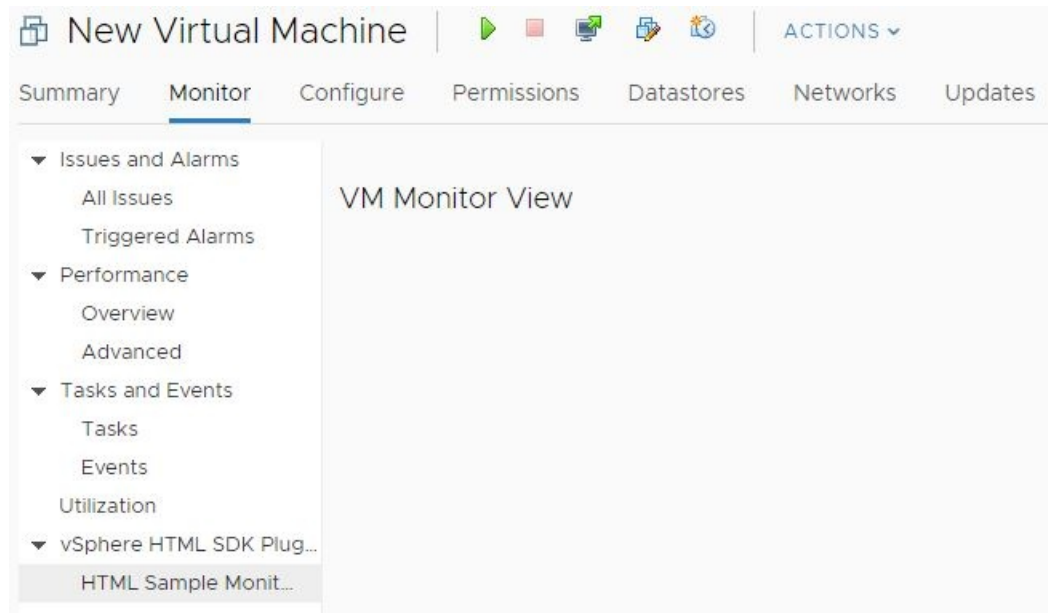 New Virtual Machine ACTIONS
Summary Monitor Configure Permissions Datastores Networks Updates
Issues and Alarms
All Issues
Triggered Alarms
Performance
Overview
Advanced
Tasks and Events
Tasks
Events
Utilization
vSphere HTML SDK Plug...
HTML Sample Monit...
VM Monitor View